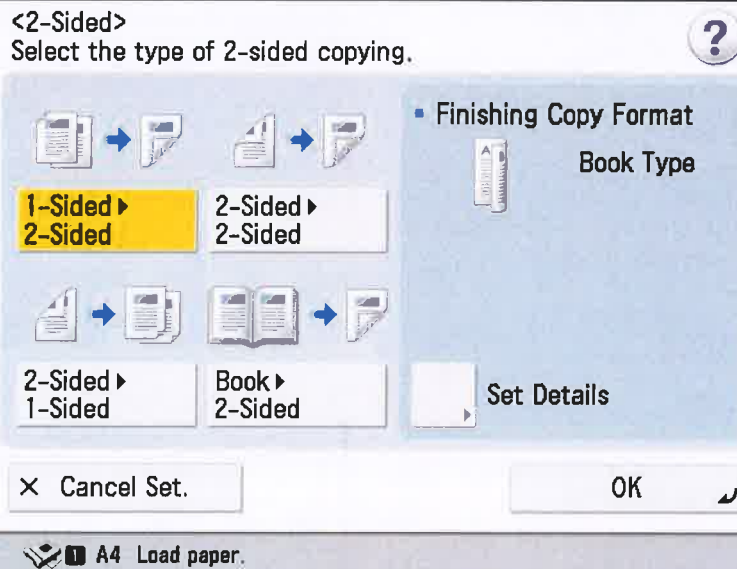 <2-Sided>
Select the type of 2-sided copying.
?
1-Sided▸
2-Sided
2-Sided▸
2-Sided
2-Sided▸
1-Sided
Book▸
2-Sided
▪ Finishing Copy Format
A
Book Type
Set Details
× Cancel Set.
OK
1 A4 Load paper.